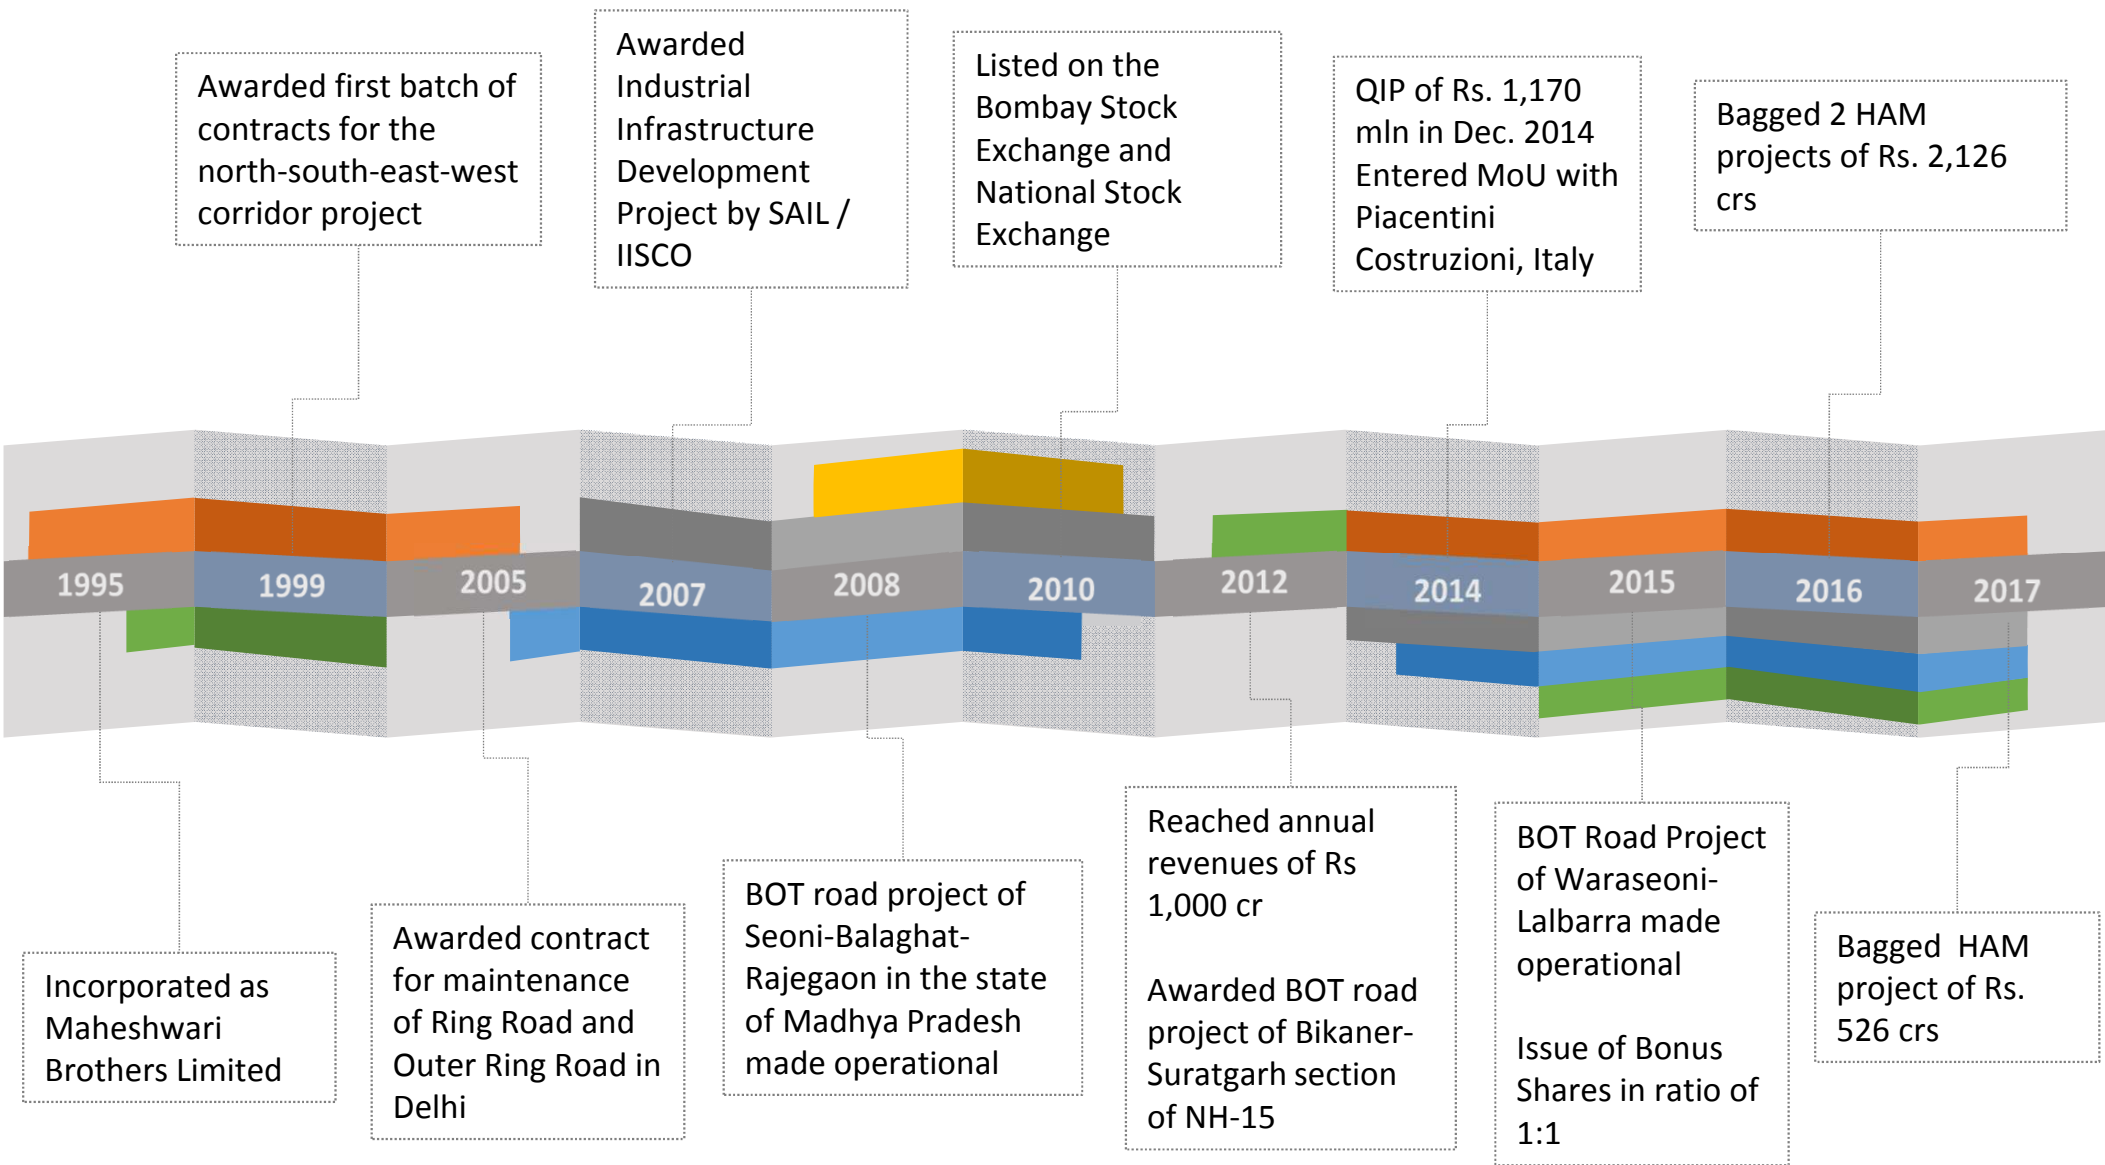 Awarded first batch of
contracts for the
north-south-east-west
corridor project
Awarded
Industrial
Infrastructure
Development
Project by SAIL /
IISCO
Listed on the
Bombay Stock
Exchange and
National Stock
Exchange
QIP of Rs. 1,170
mln in Dec. 2014
Entered MoU with
Piacentini
Costruzioni, Italy
Bagged 2 HAM
projects of Rs. 2,126
crs
1995
1999
2005
2007
2008
2010
2012
2014
2015
2016
2017
Incorporated as
Maheshwari
Brothers Limited
Awarded contract
for maintenance
of Ring Road and
Outer Ring Road in
Delhi
BOT road project of
Seoni-Balaghat-
Rajegaon in the state
of Madhya Pradesh
made operational
Reached annual
revenues of Rs
1,000 cr
Awarded BOT road
project of Bikaner-
Suratgarh section
of NH-15
BOT Road Project
of Waraseoni-
Lalbarra made
operational
Issue of Bonus
Shares in ratio of
1:1
Bagged  HAM
project of Rs.
526 crs